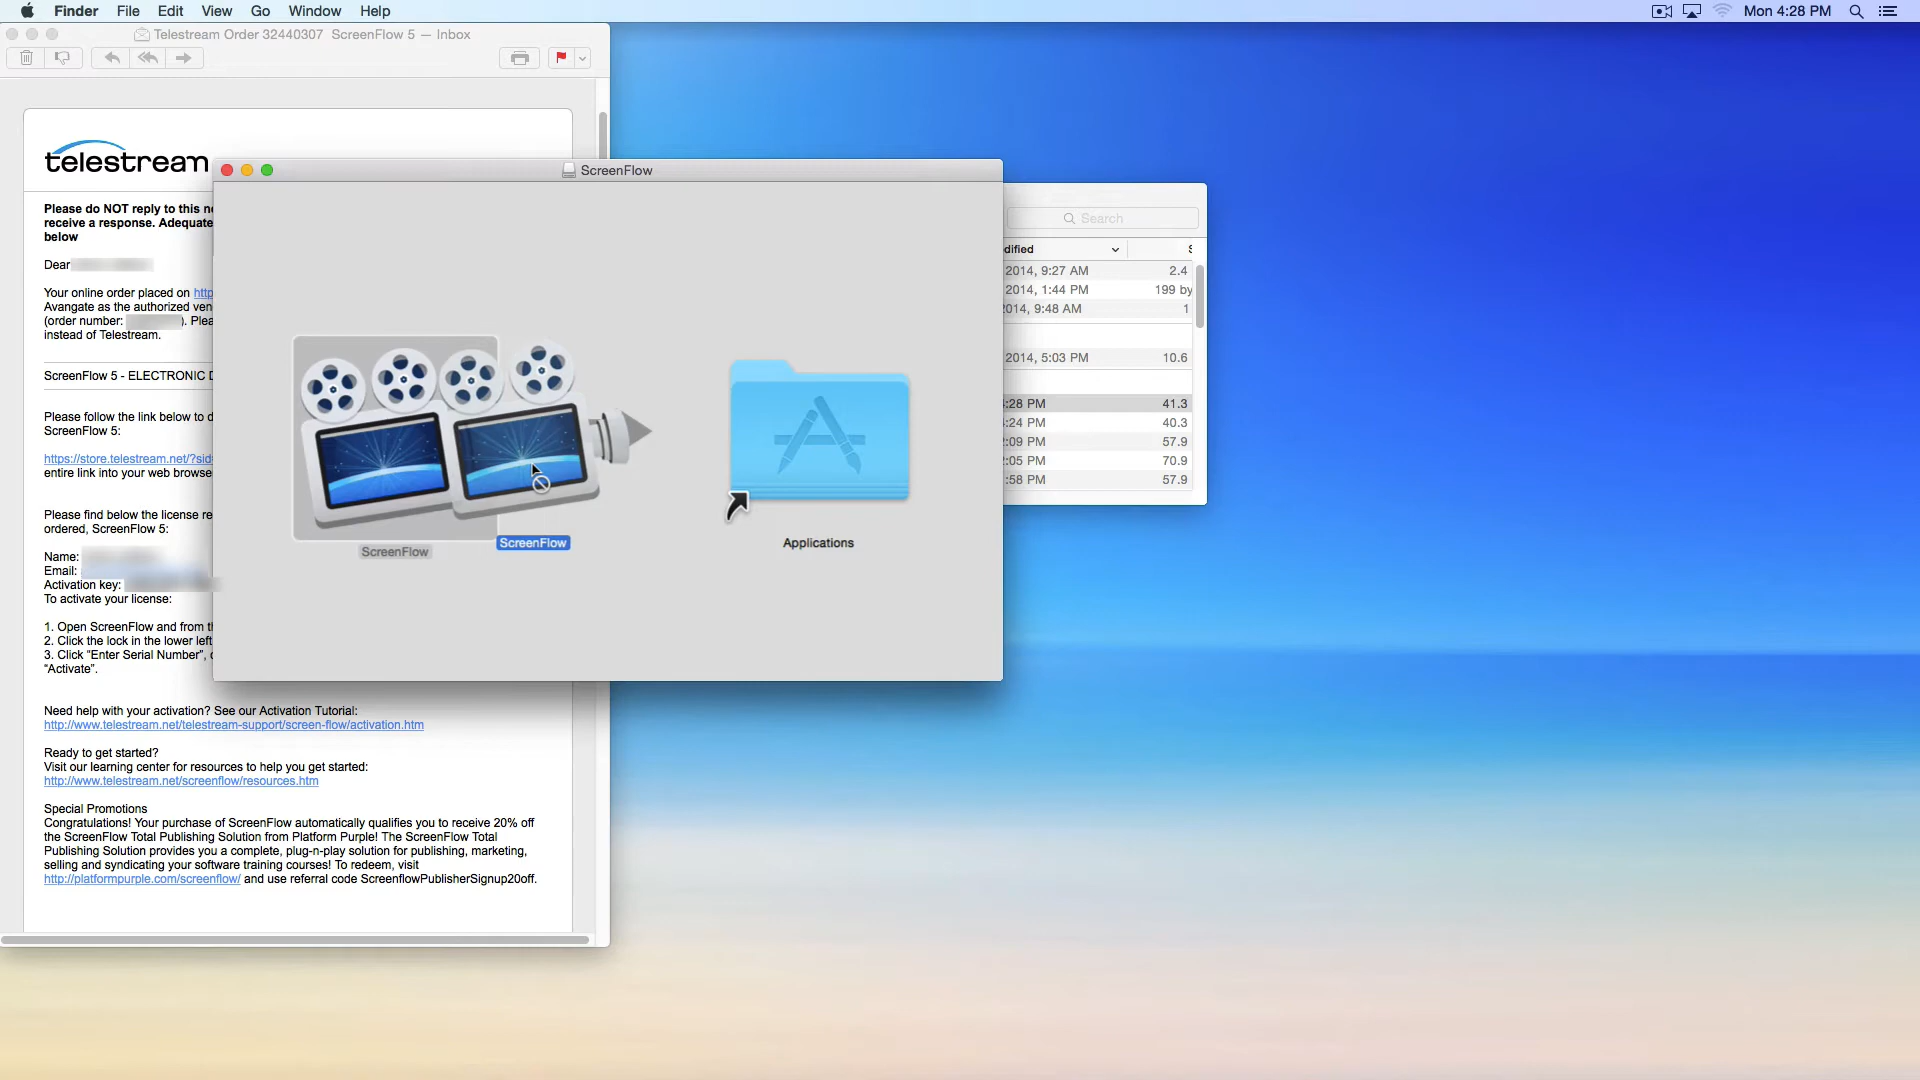 Finder File Edit View Go Window Help
Mon 4:28 PM
Telestream Order 32440307 ScreenFlow 5 — Inbox
telestream
Please do NOT reply to this
receive a response. Adequate
below
Dear
Your online order placed on http
Avangate as the authorized ven
(order number: ). Plea
instead of Telestream.
ScreenFlow 5 - ELECTRONIC D
Please follow the link below to d
ScreenFlow 5:
https://store.telestream.net/?sid
entire link into your web browse
Please find below the license re
ordered, ScreenFlow 5:
Name:
Email:
Activation key:
To activate your license:
1. Open ScreenFlow and from th
2. Click the lock in the lower left
3. Click “Enter Serial Number”,
“Activate”.
Need help with your activation? See our Activation Tutorial:
http://www.telestream.net/telestream-support/screen-flow/activation.htm
Ready to get started?
Visit our learning center for resources to help you get started:
http://www.telestream.net/screenflow/resources.htm
Special Promotions
Congratulations! Your purchase of ScreenFlow automatically qualifies you to receive 20% off
the ScreenFlow Total Publishing Solution from Platform Purple! The ScreenFlow Total
Publishing Solution provides you a complete, plug-n-play solution for publishing, marketing,
selling and syndicating your software training courses! To redeem, visit
http://platformpurple.com/screenflow/ and use referral code ScreenflowPublisherSignup20off.
ScreenFlow
ScreenFlow
ScreenFlow
Applications
Search
dified
2014, 9:27 AM 2.4
2014, 1:44 PM 199 by
2014, 9:48 AM 1
2014, 5:03 PM 10.6
:28 PM 41.3
:24 PM 40.3
:09 PM 57.9
:05 PM 70.9
:58 PM 57.9